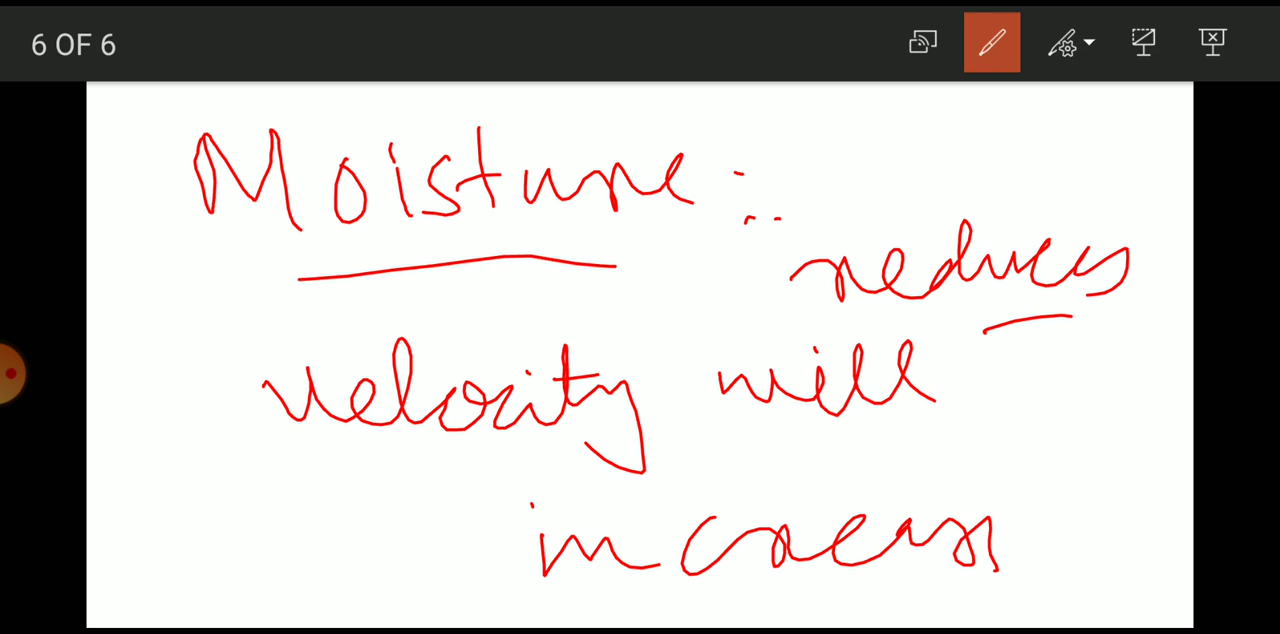 6 OF 6
Moisture :-
reduces
velocity will
increas